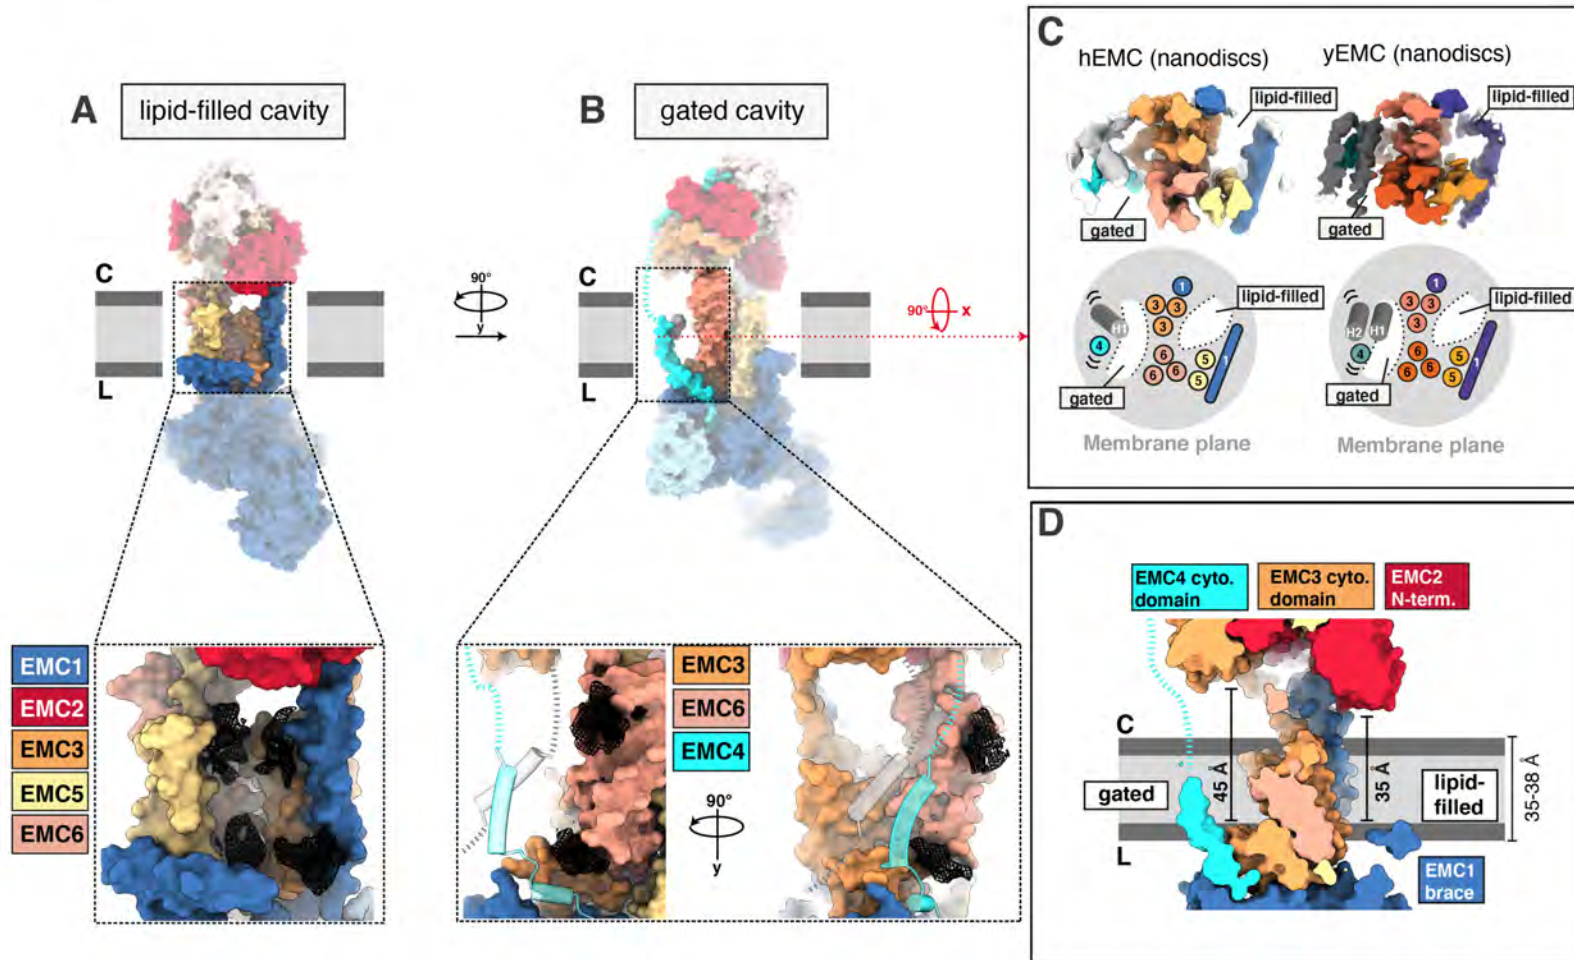 A
lipid-filled cavity
C
L
90°
y
B
gated cavity
C
L
90°
x
EMC1
EMC2
EMC3
EMC5
EMC6
EMC3
EMC6
EMC4
90°
y
C
hEMC (nanodiscs)
yEMC (nanodiscs)
lipid-filled
lipid-filled
gated
gated
1
3
3
3
lipid-filled
H1
4
6
6
6
5
5
1
gated
Membrane plane
1
3
3
3
lipid-filled
H2
H1
4
6
6
6
5
5
1
gated
Membrane plane
D
EMC4 cyto.
domain
EMC3 cyto.
domain
EMC2
N-term.
C
L
gated
45 Å
35 Å
lipid-
filled
35-38 Å
EMC1
brace